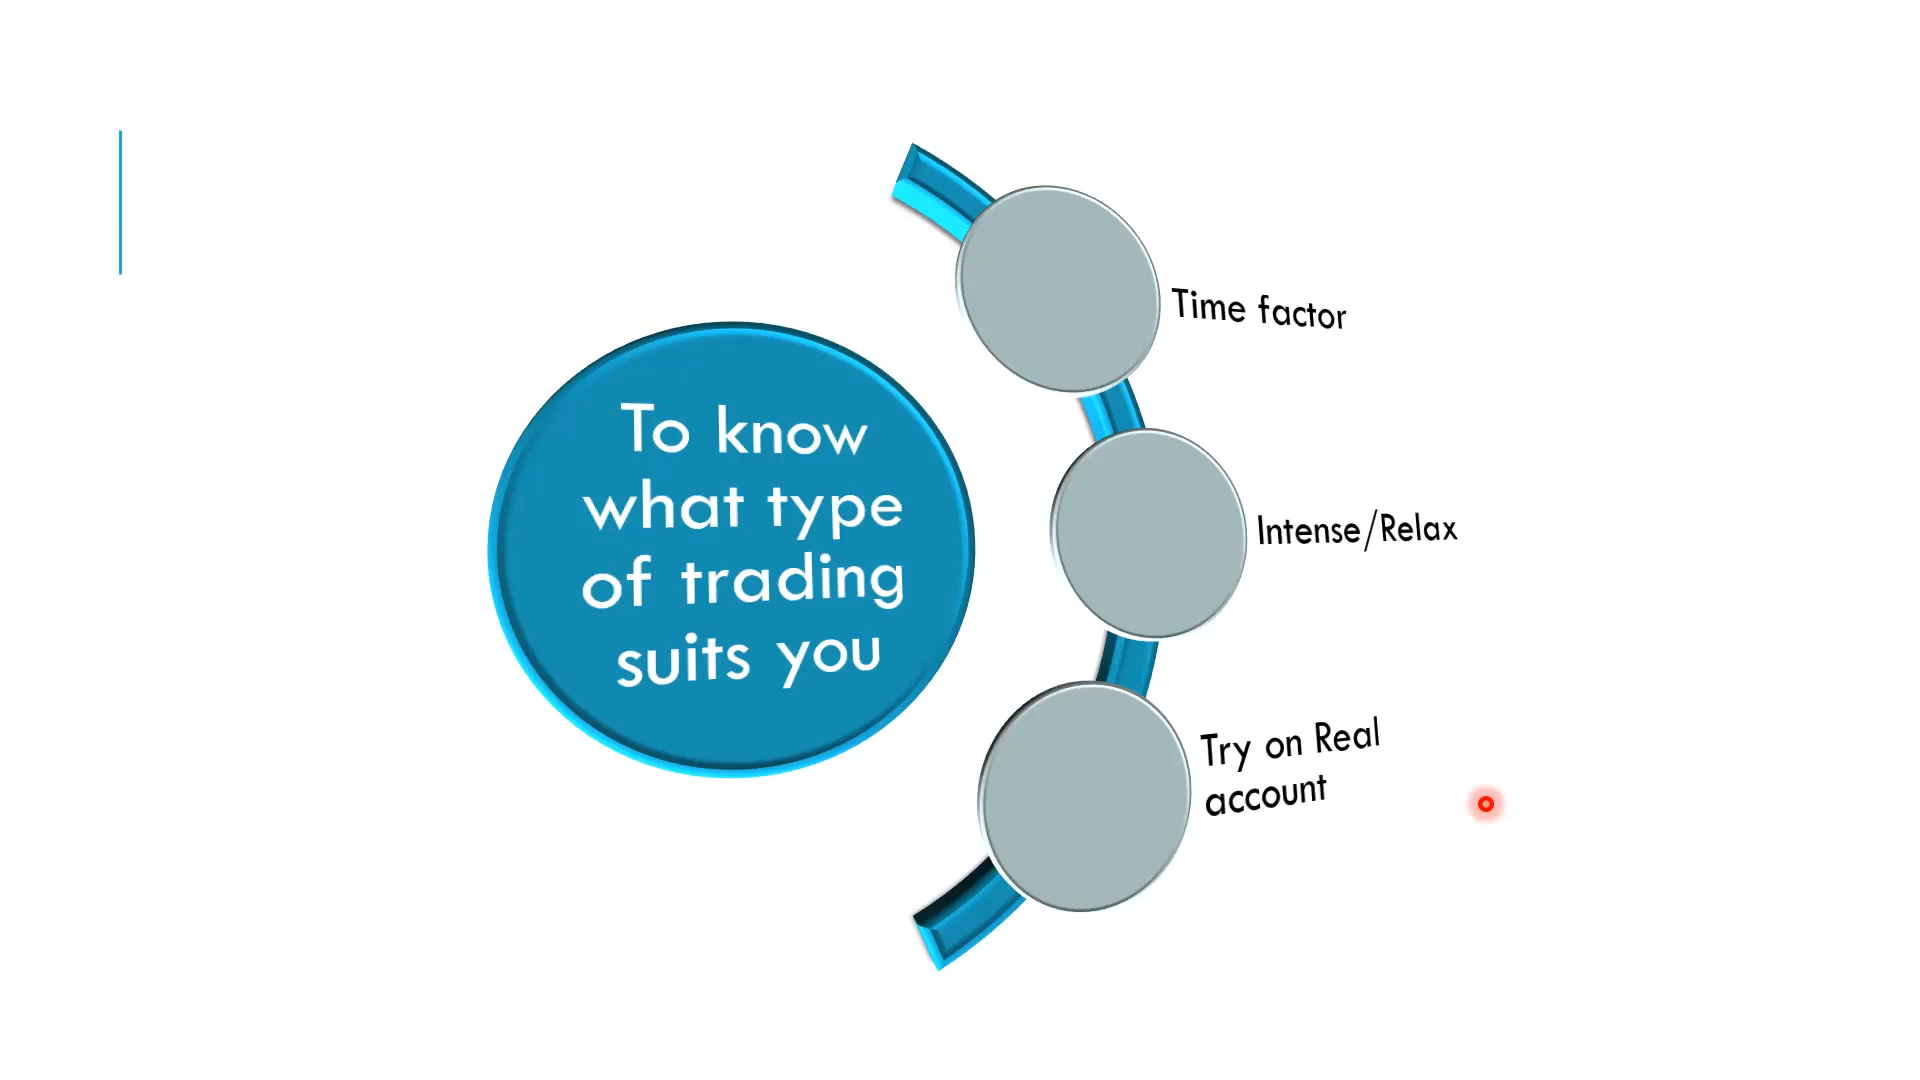 To know
what type
of trading
suits you
Time factor
Intense/Relax
Try on Real
account